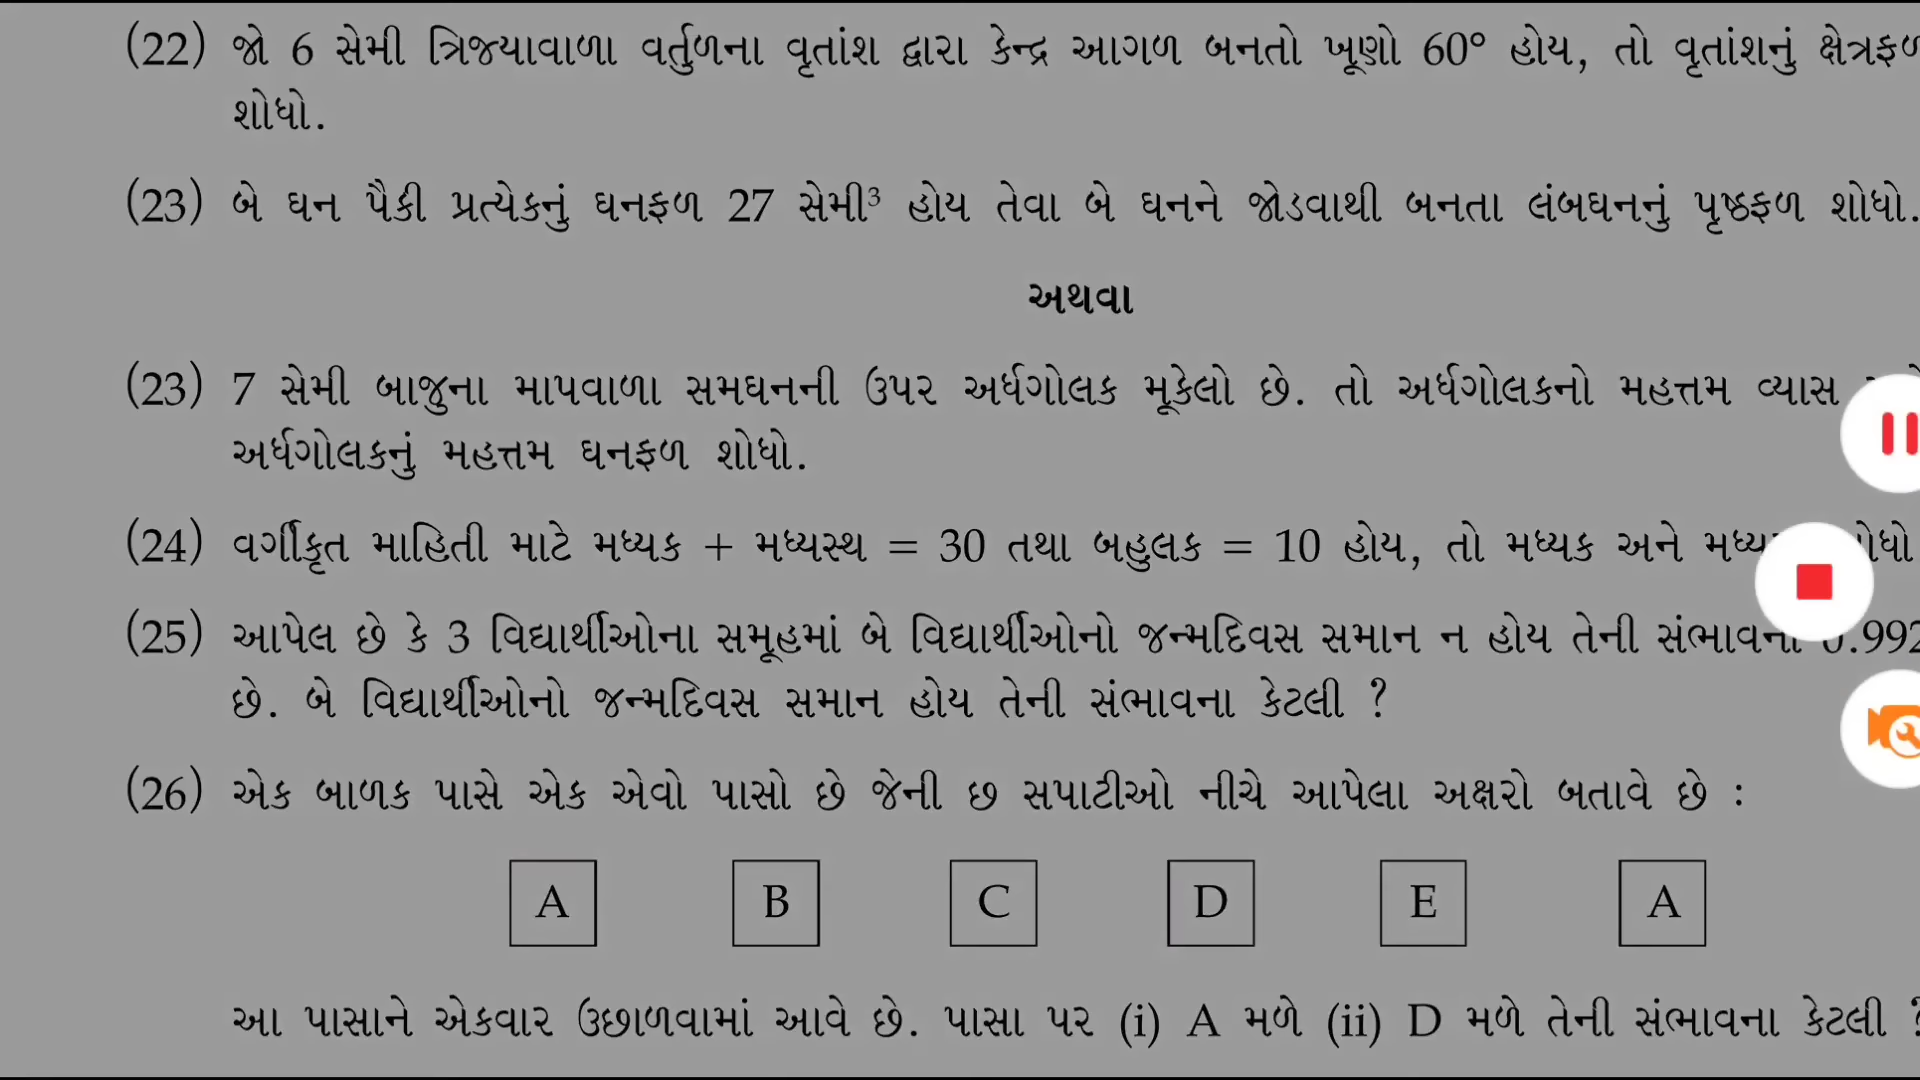 (22) જો 6 સેમી ત્રિજ્યાવાળા વર્તુળના વૃતાંશ દ્વારા કેન્દ્ર આગળ બનતો ખૂણો 60° હોય, તો વૃતાંશનું
શોધો.
(23) બે ઘન પૈકી પ્રત્યેકનું ઘનફળ 27 સેમી³ હોય તેવા બે ઘનને જોડવાથી બનતા લંબઘનનું પૃષ્ઠફળ શોધો.
અથવા
(23) 7 સેમી બાજુના માપવાળા સમઘનની ઉપર અર્ધગોલક મૂકેલો છે. તો અર્ધગોલકનો મહત્તમ વ્યાસ
અર્ધગોલકનું મહત્તમ ઘનફળ શોધો.
(24) વર્ગીકૃત માહિતી માટે મધ્યક + મધ્યસ્થ = 30 તથા બહુલક = 10 હોય, તો મધ્યક અને
(25) આપેલ છે કે 3 વિદ્યાર્થીઓના સમૂહમાં બે વિદ્યાર્થીઓનો જન્મદિવસ સમાન ન હોય તેની સંભાવના 0.992
છે. બે વિદ્યાર્થીઓનો જન્મદિવસ સમાન હોય તેની સંભાવના કેટલી ?
(26) એક બાળક પાસે એક એવો પાસો છે જેની છ સપાટીઓ નીચે આપેલા અક્ષરો બતાવે છે :
A B C D E A
આ પાસાને એકવાર ઉછાળવામાં આવે છે. પાસા પર (i) A મળે (ii) D મળે તેની સંભાવના કેટલી ?